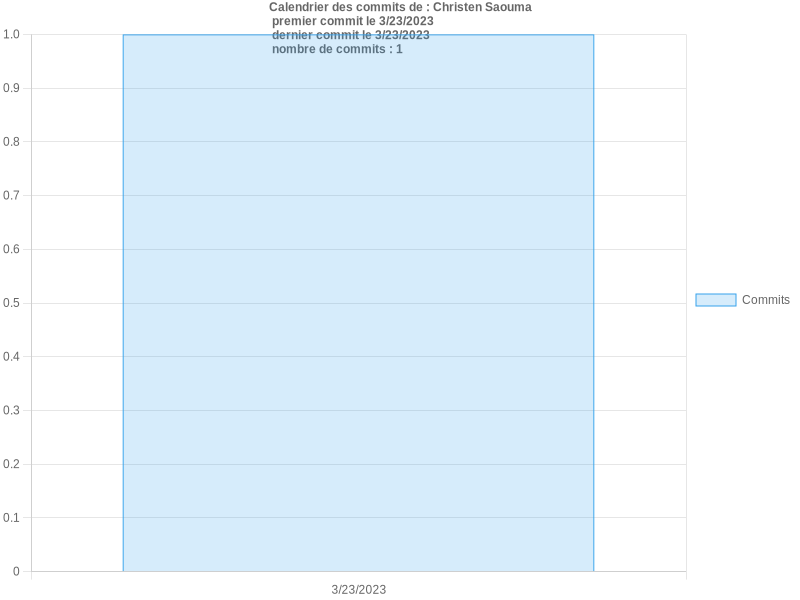 Calendrier des commits de : Christen Saouma
premier commit le 3/23/2023
dernier commit le 3/23/2023
nombre de commits : 1
1.0
0.9
0.8
0.7
0.6
0.5
0.4
0.3
0.2
0.1
0
3/23/2023
Commits